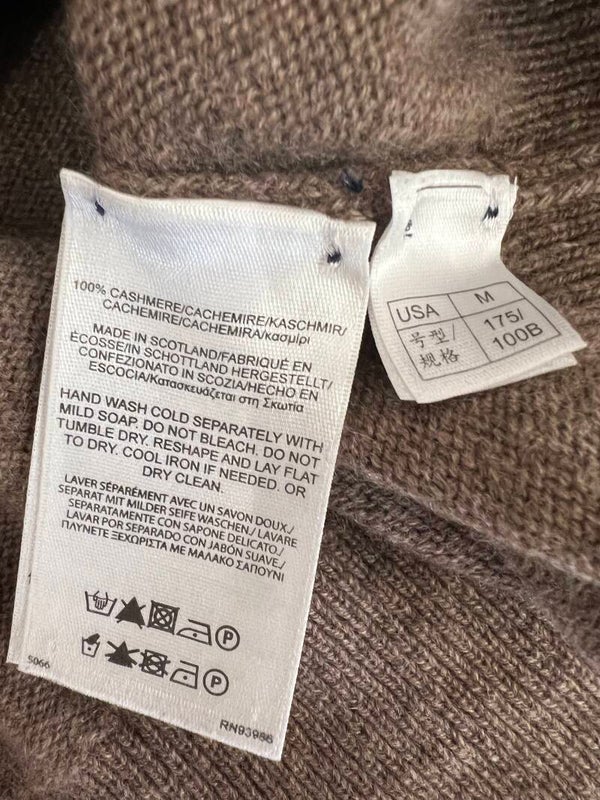 100% CASHMERE/CACHEMIRE/KASCHMIR/
CACHEMIRE/CACHEMIRA/κασμίρι
MADE IN SCOTLAND/FABRIQUÉ EN
ÉCOSSE/IN SCHOTTLAND HERGESTELLT/
CONFEZIONATO IN SCOZIA/HECHO EN
ESCOCIA/Κατασκευάζεται στη Σκωτία
HAND WASH COLD SEPARATELY WITH
MILD SOAP. DO NOT BLEACH. DO NOT
TUMBLE DRY. RESHAPE AND LAY FLAT
TO DRY. COOL IRON IF NEEDED. OR
DRY CLEAN.
LAVER SÉPARÉMENT AVEC UN SAVON DOUX./
SEPARAT MIT MILDER SEIFE WASCHEN./ LAVARE
SEPARATAMENTE CON SAPONE DELICATO./
LAVAR POR SEPARADO CON JABÓN SUAVE./
ΠΛΥΝΕΤΕ ΞΕΧΩΡΙΣΤΑ ΜΕ ΜΑΛΑΚΟ ΣΑΠΟΥΝΙ
P
P
S066
RN93986
USA M
号型/ 175/
规格 100B